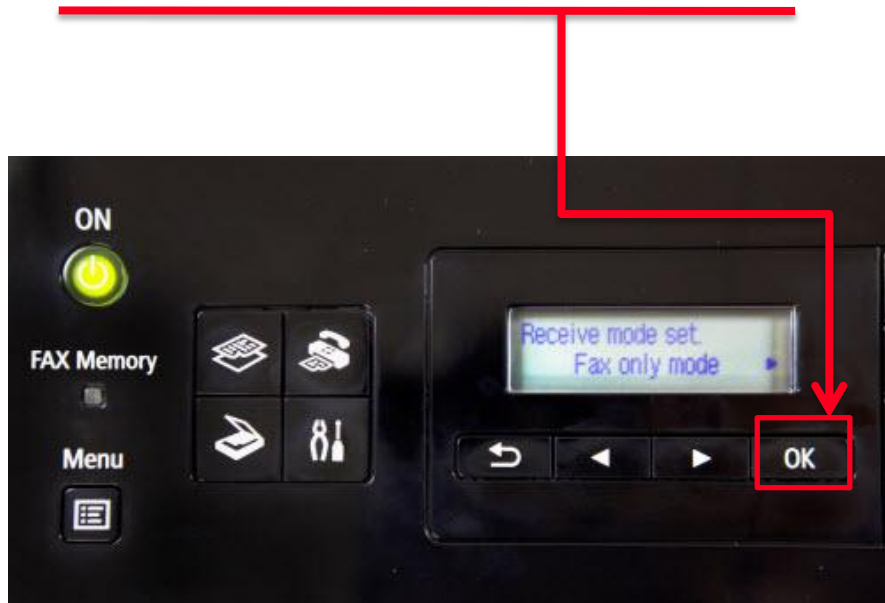 ON
FAX Memory
Menu
Receive mode set.
Fax only mode
OK